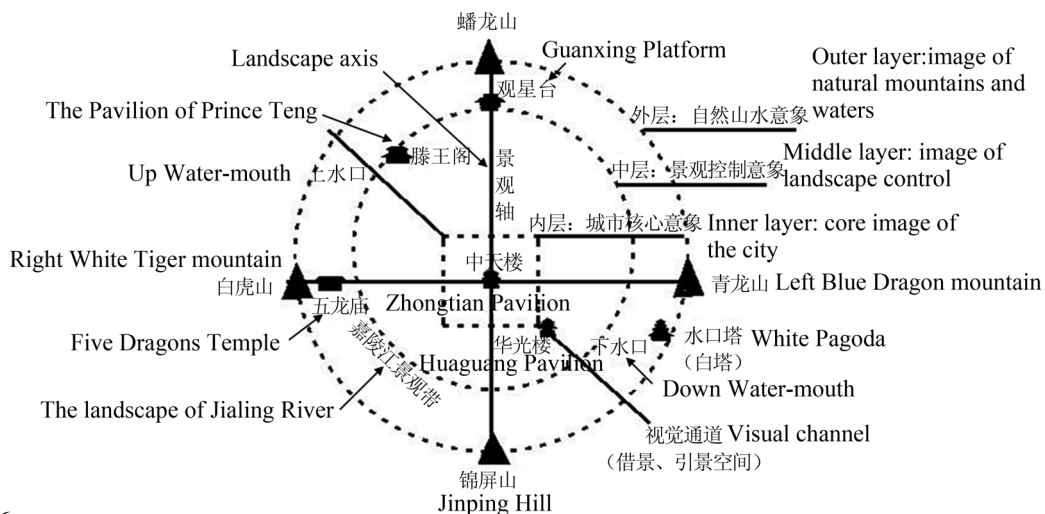 蟠龙山
Landscape axis
Guanxing Platform
Outer layer:image of
natural mountains and
waters
观星台
The Pavilion of Prince Teng
外层：自然山水意象
滕王阁
景观轴
Middle layer: image of
landscape control
Up Water-mouth
上水口
中层：景观控制意象
内层：城市核心意象
Inner layer: core image of
the city
Right White Tiger mountain
白虎山
中天楼
青龙山
Left Blue Dragon mountain
五龙庙
Zhongtian Pavilion
Five Dragons Temple
华光楼
下水口
水口塔
White Pagoda
（白塔）
Huaguang Pavilion
嘉陵江景观带
Down Water-mouth
The landscape of Jialing River
视觉通道 Visual channel
（借景、引景空间）
锦屏山
Jinping Hill